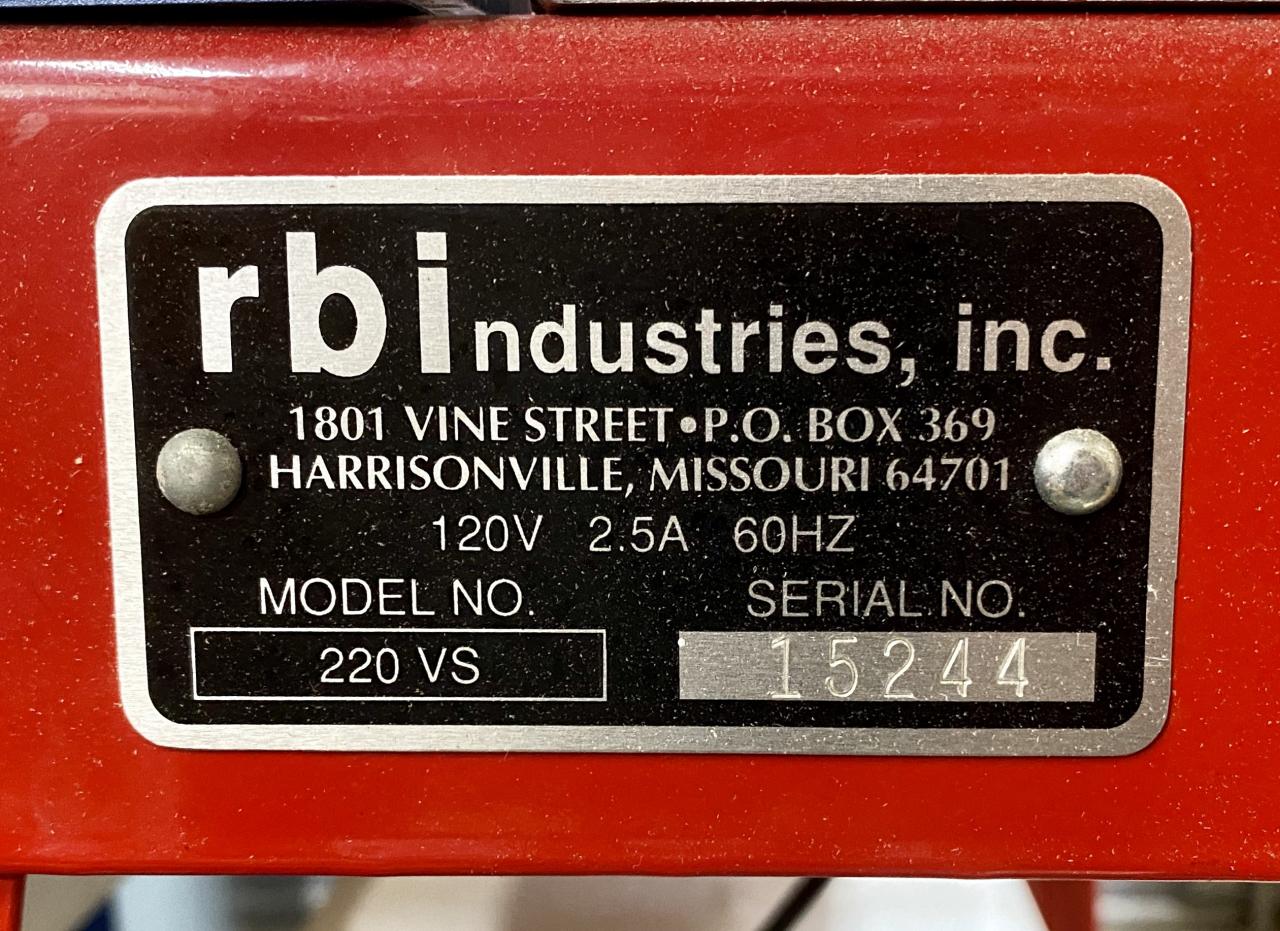 rbindustries, inc.
1801 VINE STREET•P.O. BOX 369
HARRISONVILLE, MISSOURI 64701
120V 2.5A 60HZ
MODEL NO. SERIAL NO.
220 VS 15244